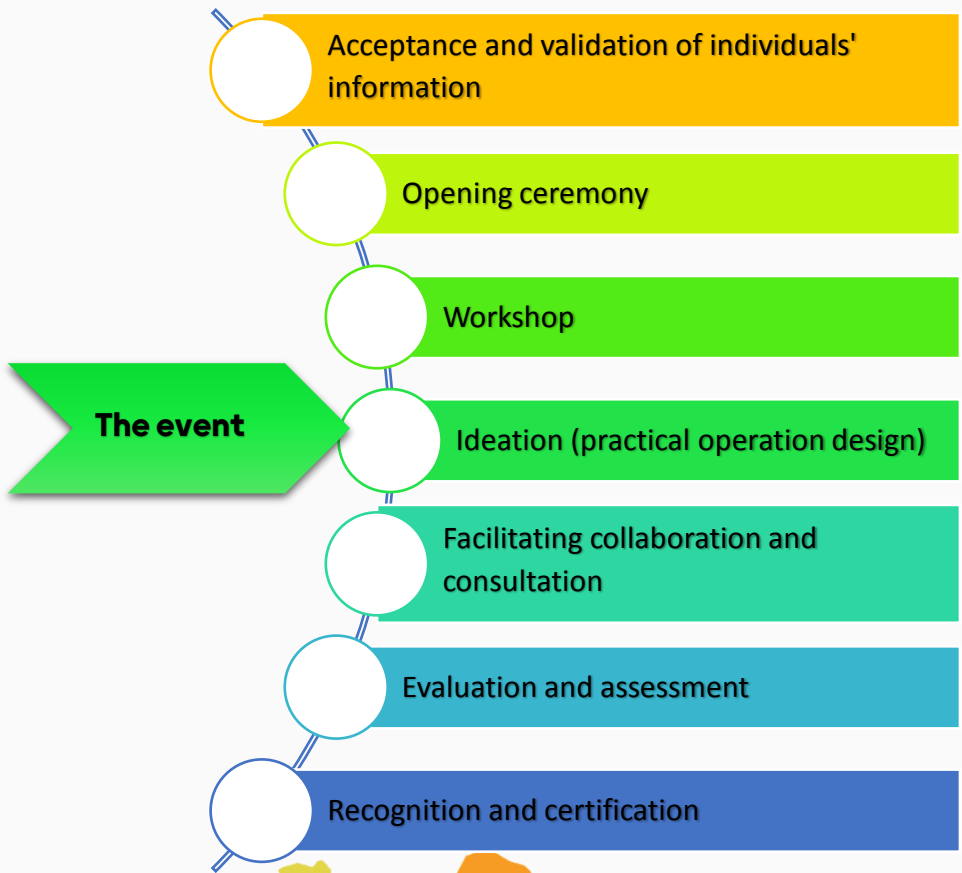 Acceptance and validation of individuals'
information
Opening ceremony
Workshop
The event
Ideation (practical operation design)
Facilitating collaboration and
consultation
Evaluation and assessment
Recognition and certification